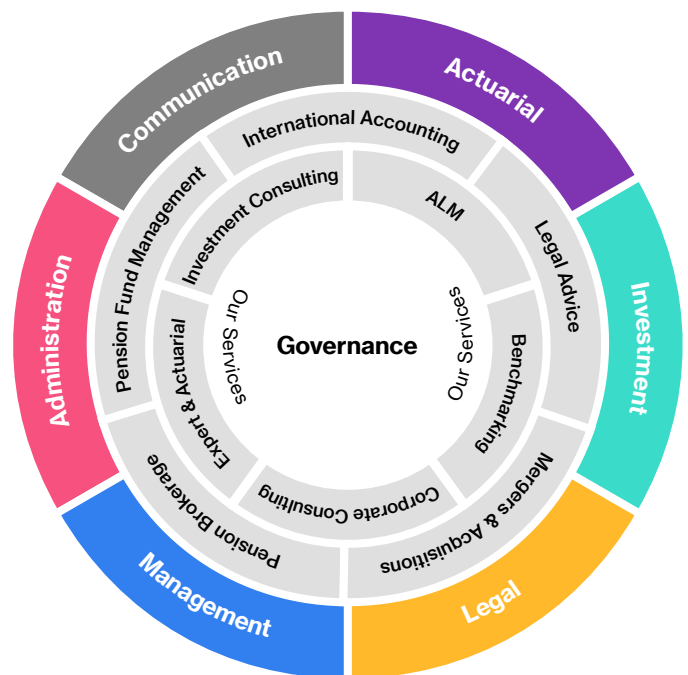 Communication
Actuarial
Investment
Legal
Management
Administration
International Accounting
Legal Advice
Mergers & Acquisitions
Pension Brokerage
Pension Fund Management
Investment Consulting
ALM
Benchmarking
Corporate Consulting
Expert & Actuarial
Our Services
Governance
Our Services